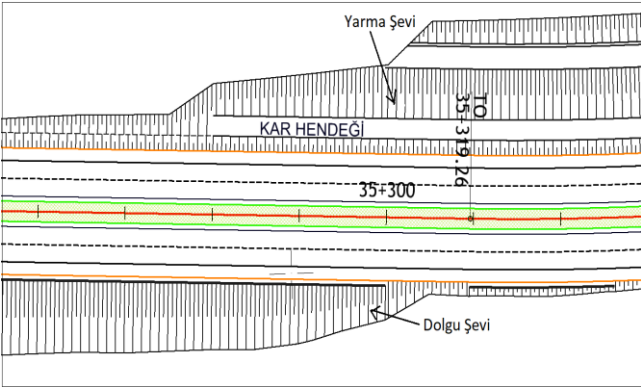 Yarma Şevi
TO
35+319.26
KAR HENDEĞİ
35+300
Dolgu Şevi